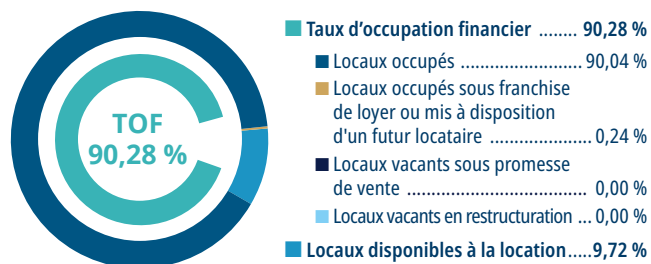 TOF
90,28 %
Taux d’occupation financier ........ 90,28 %
Locaux occupés ...................... 90,04 %
Locaux occupés sous franchise
de loyer ou mis à disposition
d'un futur locataire ................... 0,24 %
Locaux vacants sous promesse
de vente ................................. 0,00 %
Locaux vacants en restructuration ... 0,00 %
Locaux disponibles à la location.....9,72 %